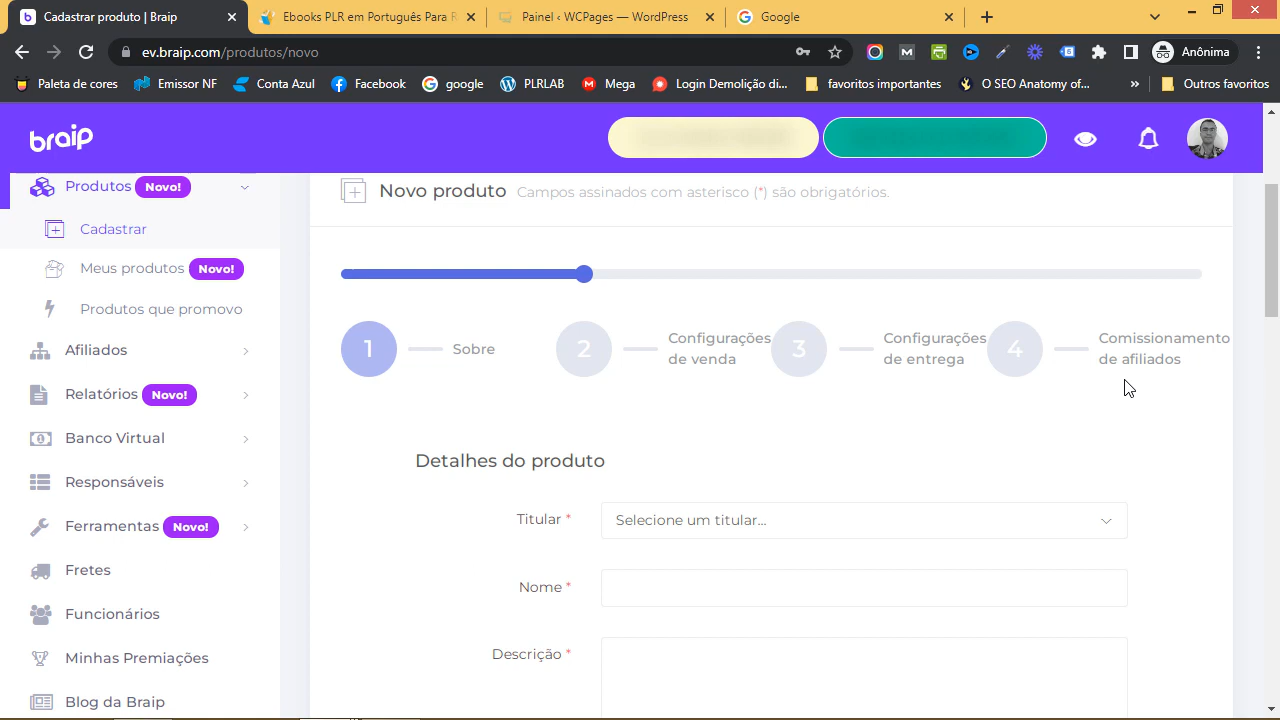 Cadastrar produto | Braip
Ebooks PLR em Português Para R
Painel ‹ WCPages — WordPress
Google
ev.braip.com/produtos/novo
Anônima
Paleta de cores
Emissor NF
Conta Azul
Facebook
google
PLRLAB
Mega
Login Demolição di...
favoritos importantes
O SEO Anatomy of...
»
Outros favoritos
braip
Produtos Novo!
Cadastrar
Meus produtos Novo!
Produtos que promovo
Afiliados
Relatórios Novo!
Banco Virtual
Responsáveis
Ferramentas Novo!
Fretes
Funcionários
Minhas Premiações
Blog da Braip
Novo produto Campos assinados com asterisco (*) são obrigatórios.
1 Sobre
2 Configurações
de venda
3 Configurações
de entrega
4 Comissionamento
de afiliados
Detalhes do produto
Titular * Selecione um titular...
Nome *
Descrição *